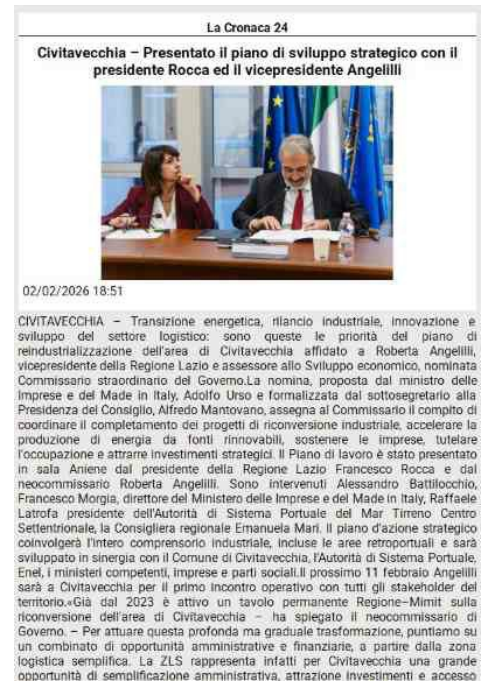 La Cronaca 24
Civitavecchia – Presentato il piano di sviluppo strategico con il
presidente Rocca ed il vicepresidente Angelilli
02/02/2026 18:51
CIVITAVECCHIA – Transizione energetica, rilancio industriale, innovazione e
sviluppo del settore logistico: sono queste le priorità del piano di
reindustrializzazione dell'area di Civitavecchia affidato a Roberta Angelilli,
vicepresidente della Regione Lazio e assessore allo Sviluppo economico, nominata
Commissario straordinario del Governo.La nomina, proposta dal ministro delle
Imprese e del Made in Italy, Adolfo Urso e formalizzata dal sottosegretario alla
Presidenza del Consiglio, Alfredo Mantovano, assegna al Commissario il compito di
coordinare il completamento dei progetti di riconversione industriale, accelerare la
produzione di energia da fonti rinnovabili, sostenere le imprese, tutelare
l'occupazione e attrarre investimenti strategici. Il Piano di lavoro è stato presentato
in sala Aniene dal presidente della Regione Lazio Francesco Rocca e dal
neocommissario Roberta Angelilli. Sono intervenuti Alessandro Battilocchio,
Francesco Morgia, direttore del Ministero delle Imprese e del Made in Italy, Raffaele
Latrofa presidente dell'Autorità di Sistema Portuale del Mar Tirreno Centro
Settentrionale, la Consigliera regionale Emanuela Mari. Il piano d'azione strategico
coinvolgerà l'intero comprensorio industriale, incluse le aree retroportuali e sarà
sviluppato in sinergia con il Comune di Civitavecchia, l'Autorità di Sistema Portuale,
Enel, i ministeri competenti, imprese e parti sociali.Il prossimo 11 febbraio Angelilli
sarà a Civitavecchia per il primo incontro operativo con tutti gli stakeholder del
territorio.«Già dal 2023 è attivo un tavolo permanente Regione–Mimit sulla
riconversione dell'area di Civitavecchia – ha spiegato il neocommissario di
Governo. – Per attuare questa profonda ma graduale trasformazione, puntiamo su
un combinato di opportunità amministrative e finanziarie, a partire dalla zona
logistica semplifica. La ZLS rappresenta infatti per Civitavecchia una grande
opportunità di semplificazione amministrativa, attrazione investimenti e accesso